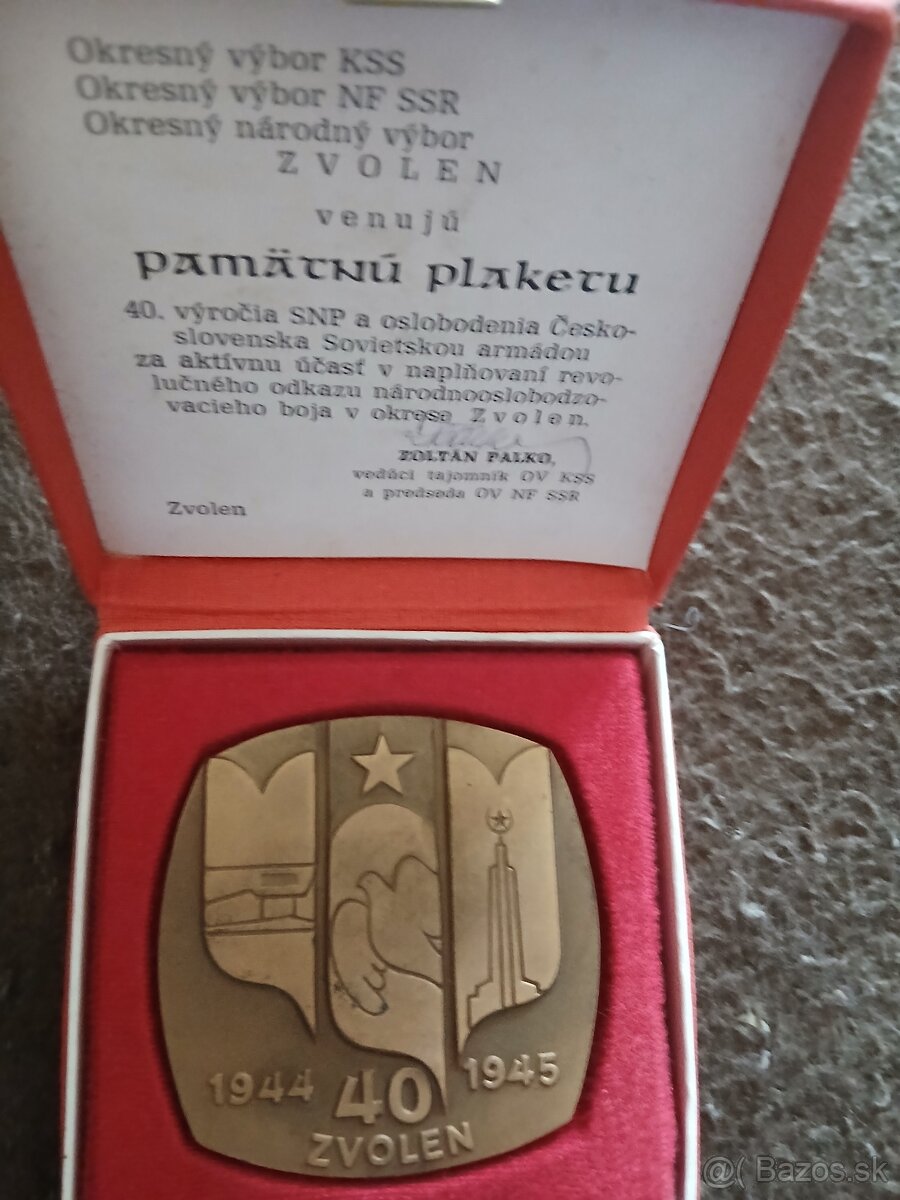 Okresný výbor KSS
Okresný výbor NF SSR
Okresný národný výbor
ZVOLEN
venujú
pamätnú plaketu
40. výročia SNP a oslobodenia Česko-
slovenska Sovietskou armádou
za aktívnu účasť v naplňovaní revo-
lučného odkazu národnooslobodzo-
vacieho boja v okrese Zvolen.
ZOLTÁN PALKO,
vedúci tajomník OV KSS
a predseda OV NF SSR
Zvolen
1944 40 1945
ZVOLEN
@( Bazos.sk